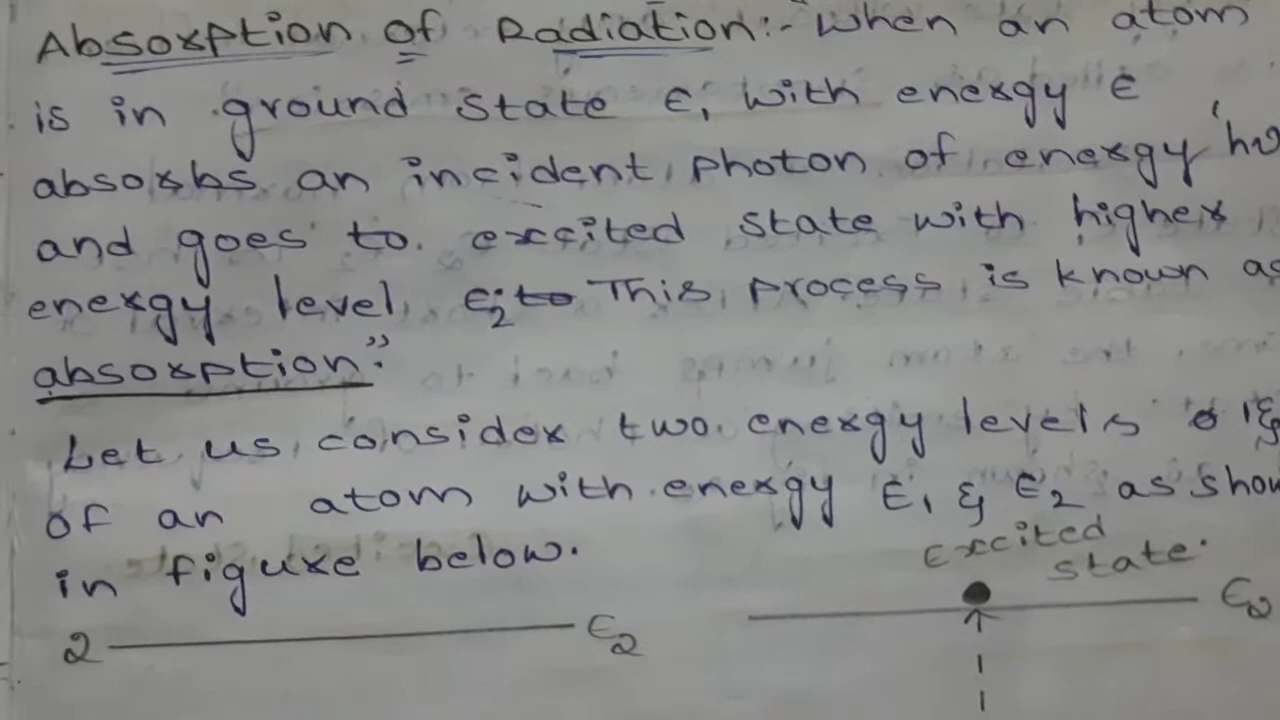 Absorption of Radiation:- When an atom
is in ground state E₁ with energy E
absorbs an incident photon of energy 'hν
and goes to excited state with higher
energy level E₂ This process is known as
absorption".
Let us consider two energy levels 1&
of an atom with energy E₁ & E₂ as show
in figure below.
Excited
state.
2 E₂
E₂